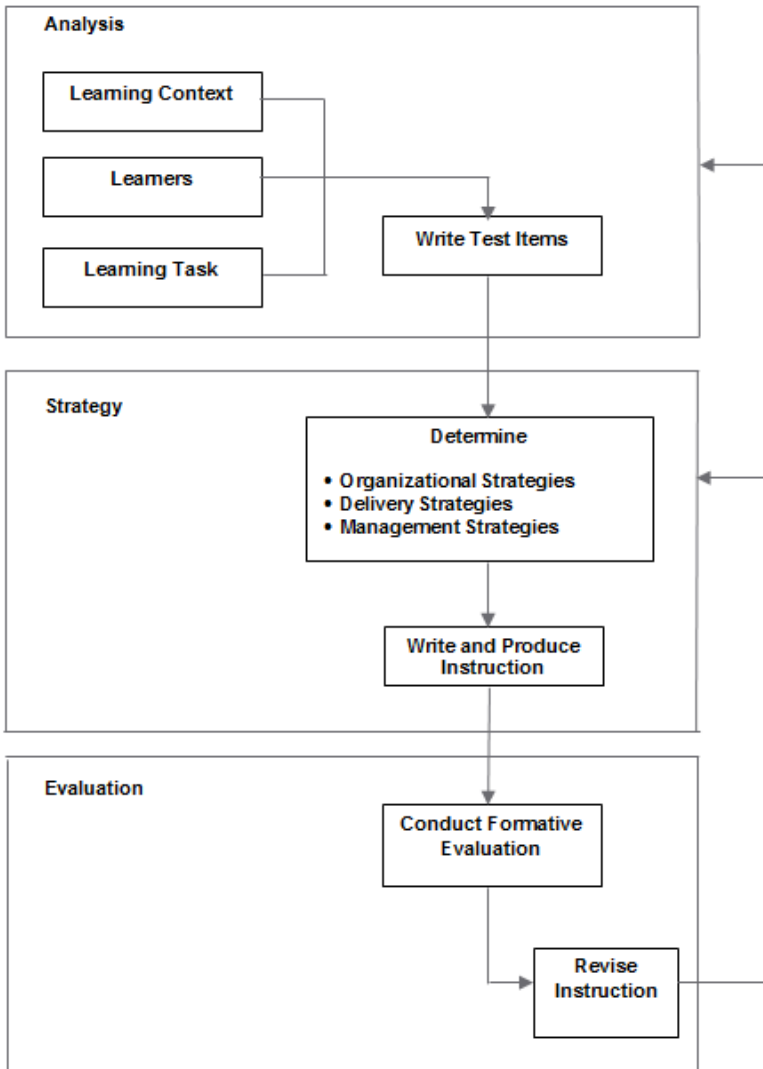 Analysis
Learning Context
Learners
Learning Task
Write Test Items
Strategy
Determine
• Organizational Strategies
• Delivery Strategies
• Management Strategies
Write and Produce
Instruction
Evaluation
Conduct Formative
Evaluation
Revise
Instruction